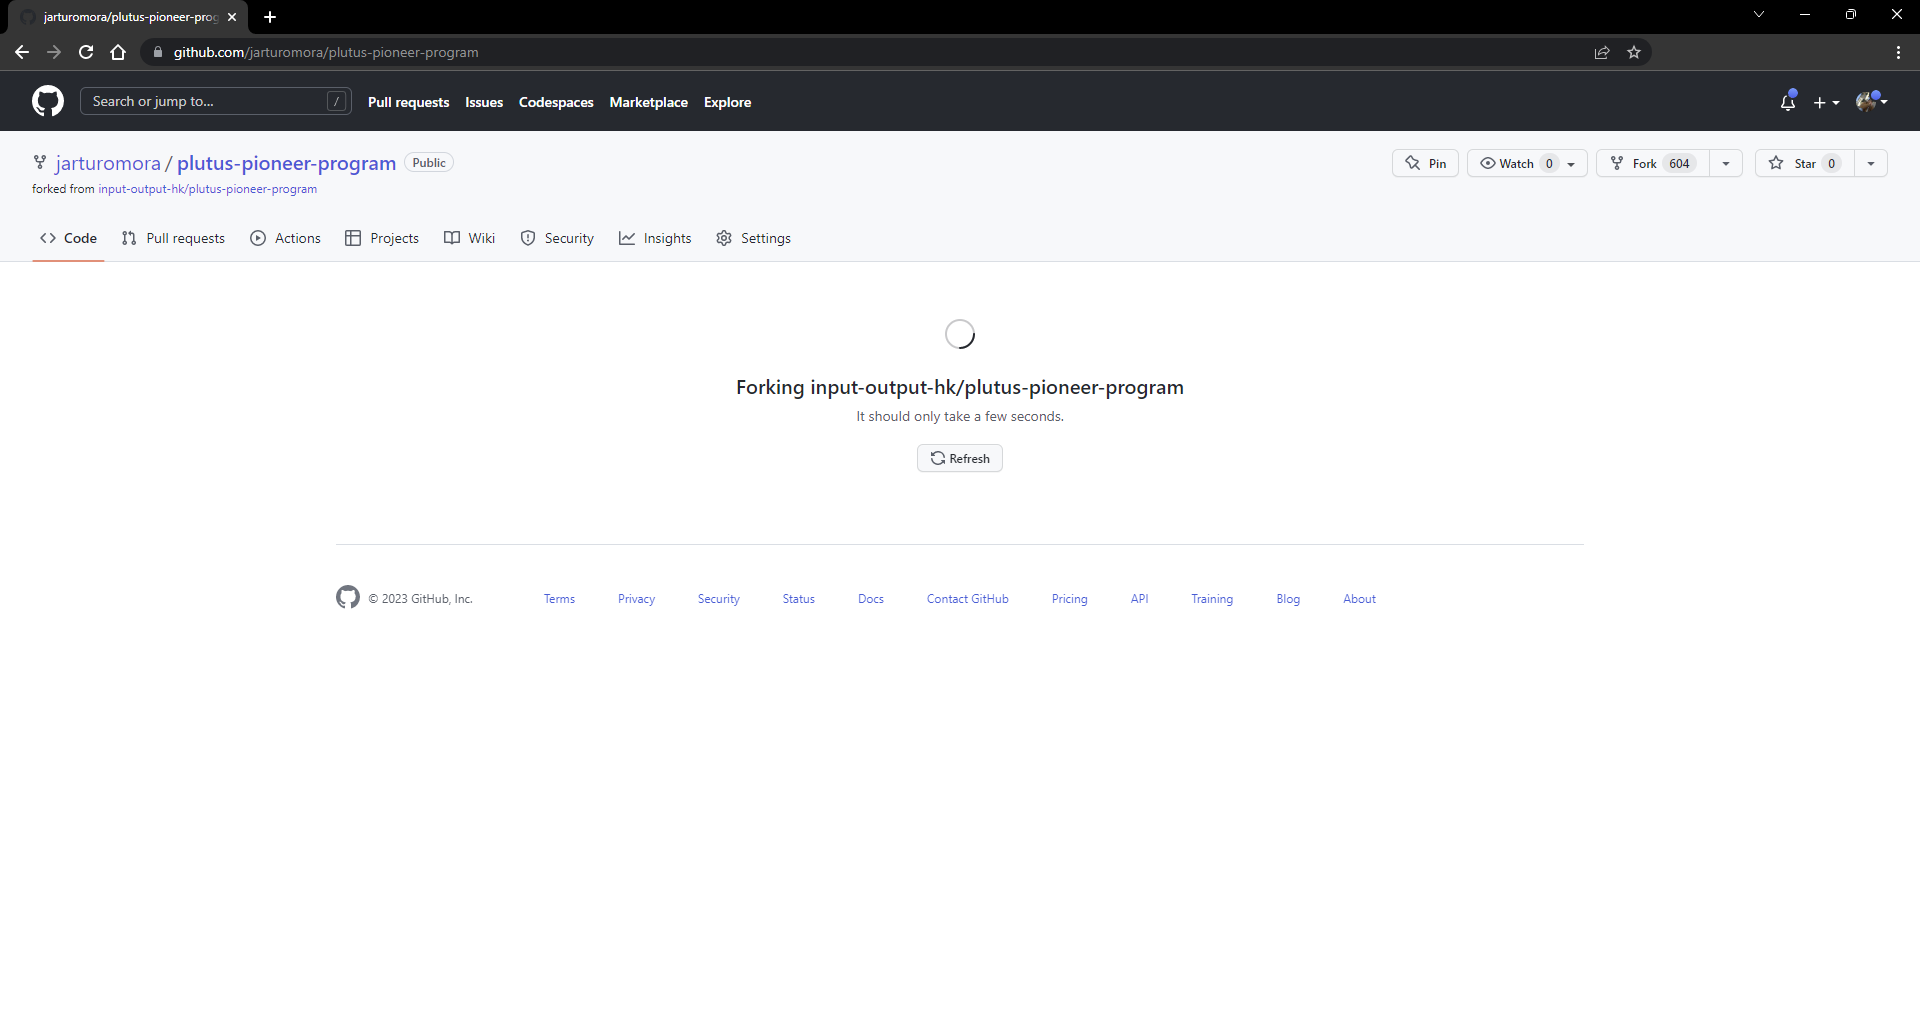 jarturomora/plutus-pioneer-prog
github.com/jarturomora/plutus-pioneer-program
Search or jump to... / Pull requests Issues Codespaces Marketplace Explore
jarturomora / plutus-pioneer-program Public Pin Watch 0 Fork 604 Star 0
forked from input-output-hk/plutus-pioneer-program
Code Pull requests Actions Projects Wiki Security Insights Settings
Forking input-output-hk/plutus-pioneer-program
It should only take a few seconds.
Refresh
© 2023 GitHub, Inc. Terms Privacy Security Status Docs Contact GitHub Pricing API Training Blog About